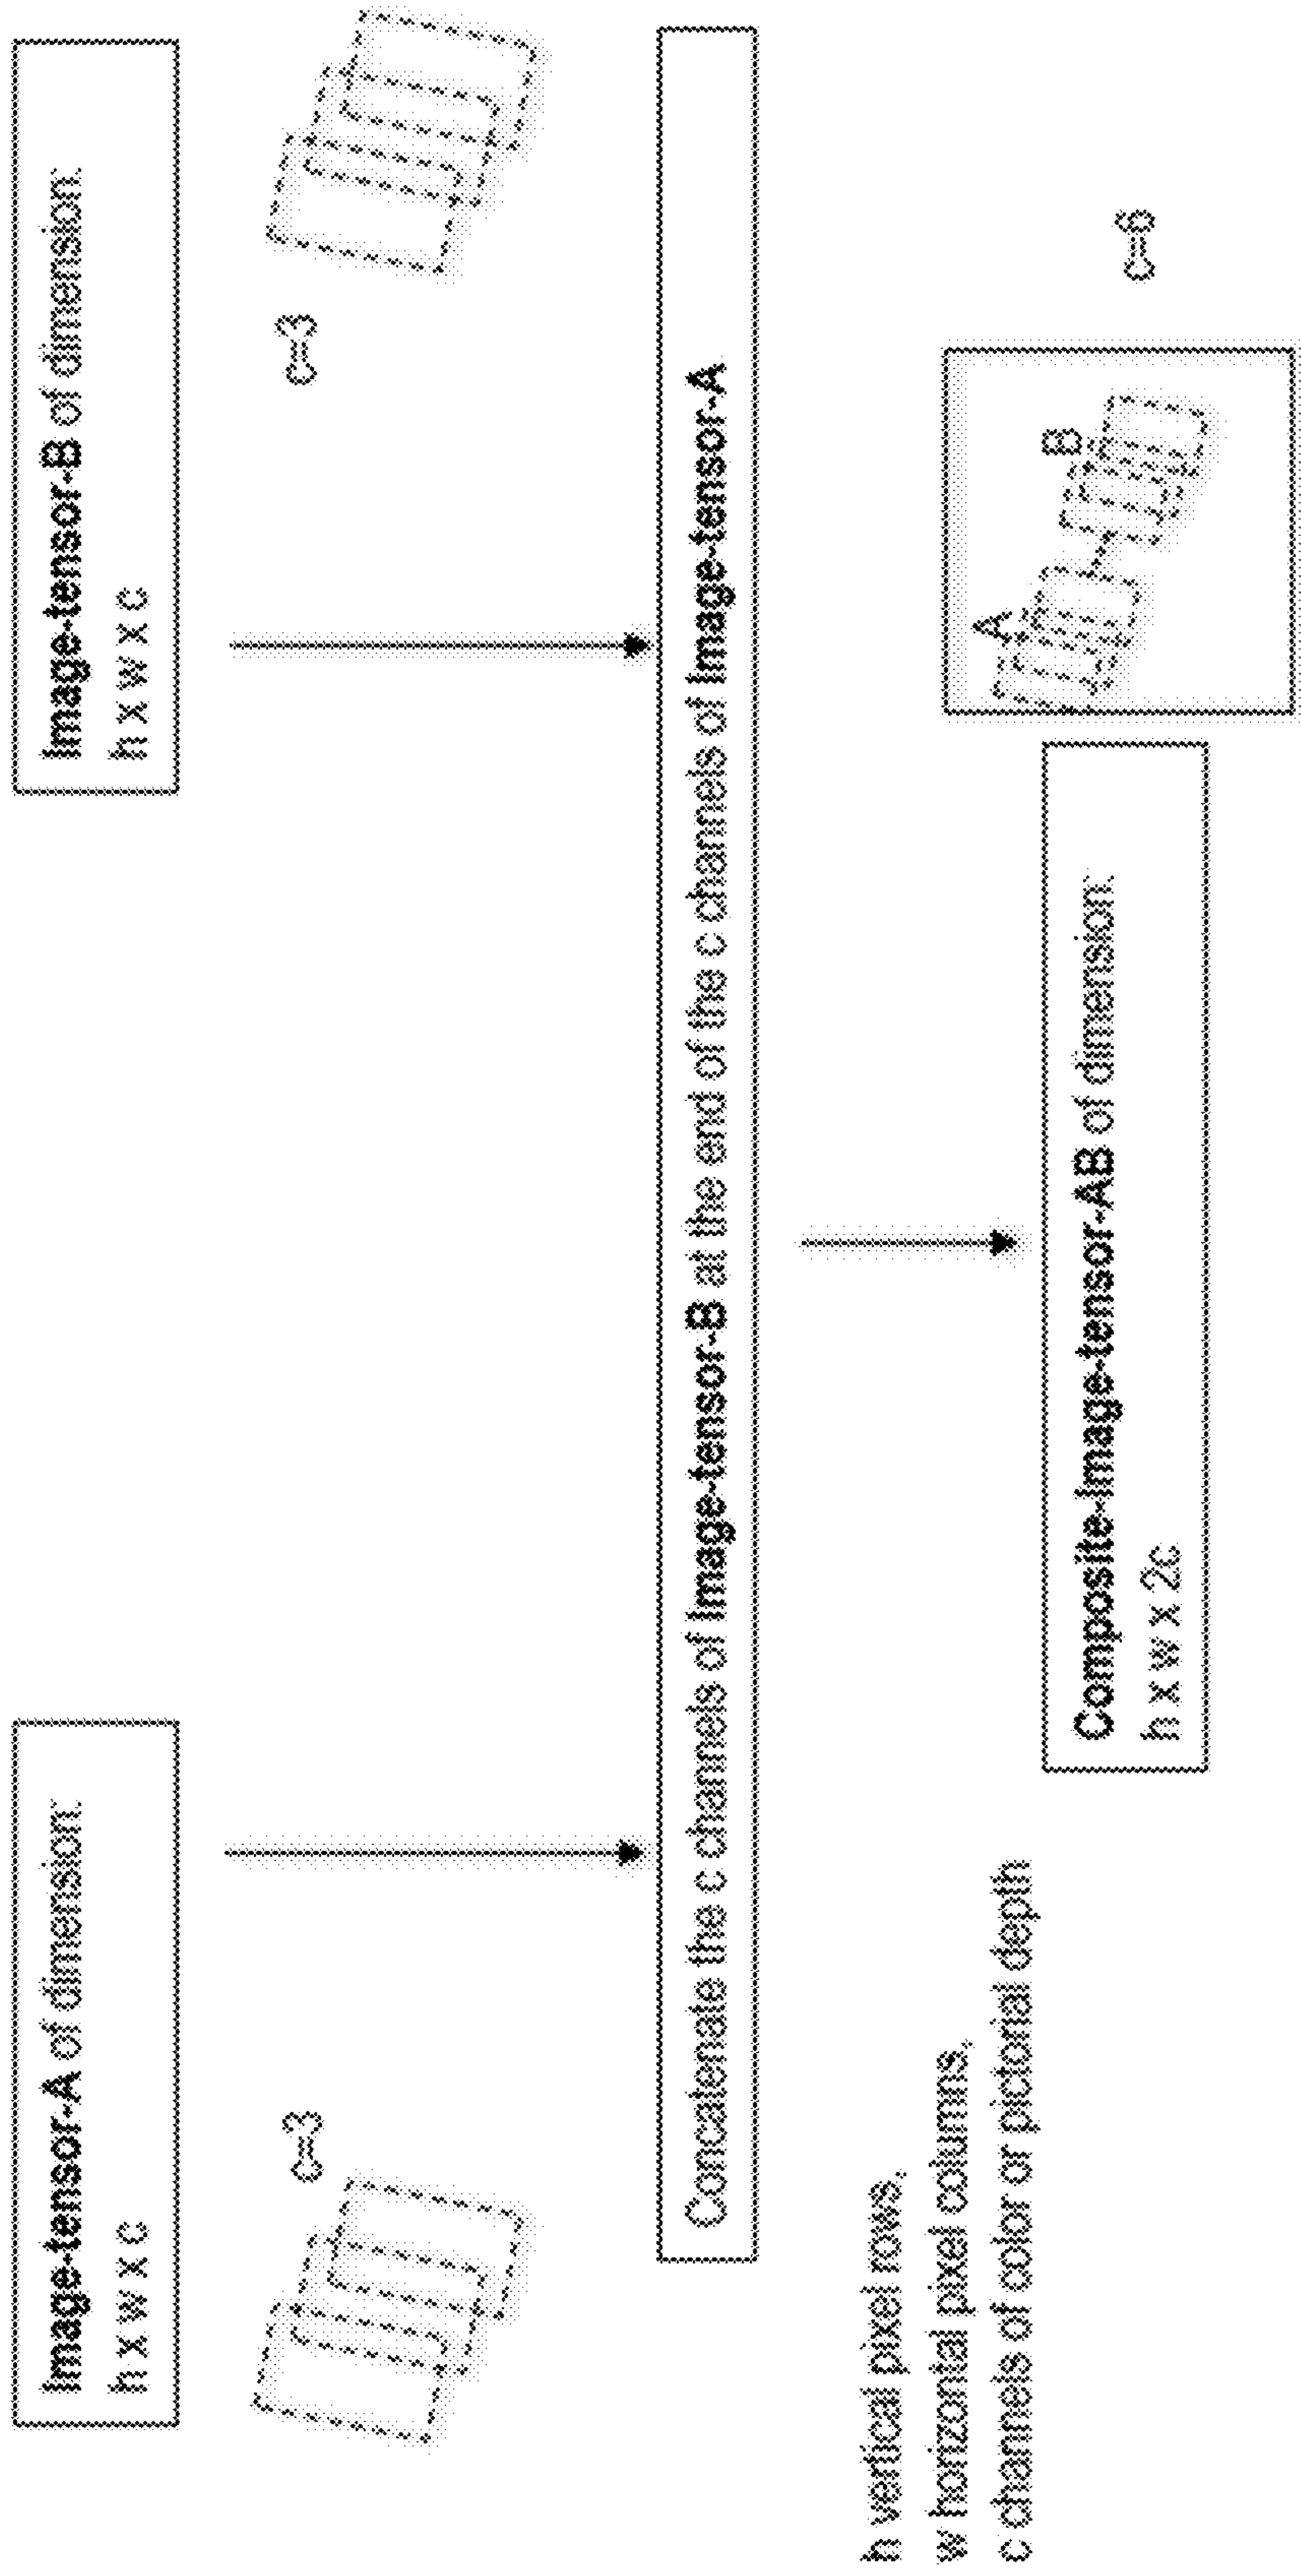 Image-tensor-A of dimension:
h x w x c
Image-tensor-B of dimension:
h x w x c
c=3
c=3
Concatenate the c channels of Image-tensor-B at the end of the c channels of Image-tensor-A
h vertical pixel rows,
w horizontal pixel columns,
c channels of color or pictorial depth
Composite-Image-tensor-AB of dimension:
h x w x 2c
A
B
c=6